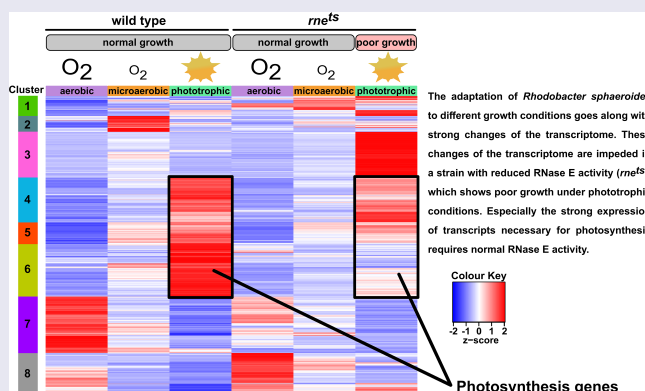 wild type
rne^ts
normal growth
normal growth
poor growth
O2
O2
O2
O2
Cluster
aerobic
microaerobic
phototrophic
aerobic
microaerobic
phototrophic
1
2
3
4
5
6
7
8
The adaptation of Rhodobacter sphaeroide
to different growth conditions goes along wit
strong changes of the transcriptome. Thes
changes of the transcriptome are impeded i
a strain with reduced RNase E activity (rne^ts
which shows poor growth under phototrophi
conditions. Especially the strong expressio
of transcripts necessary for photosynthesi
requires normal RNase E activity.
Colour Key
-2 -1 0 1 2
z−score
Photosynthesis genes